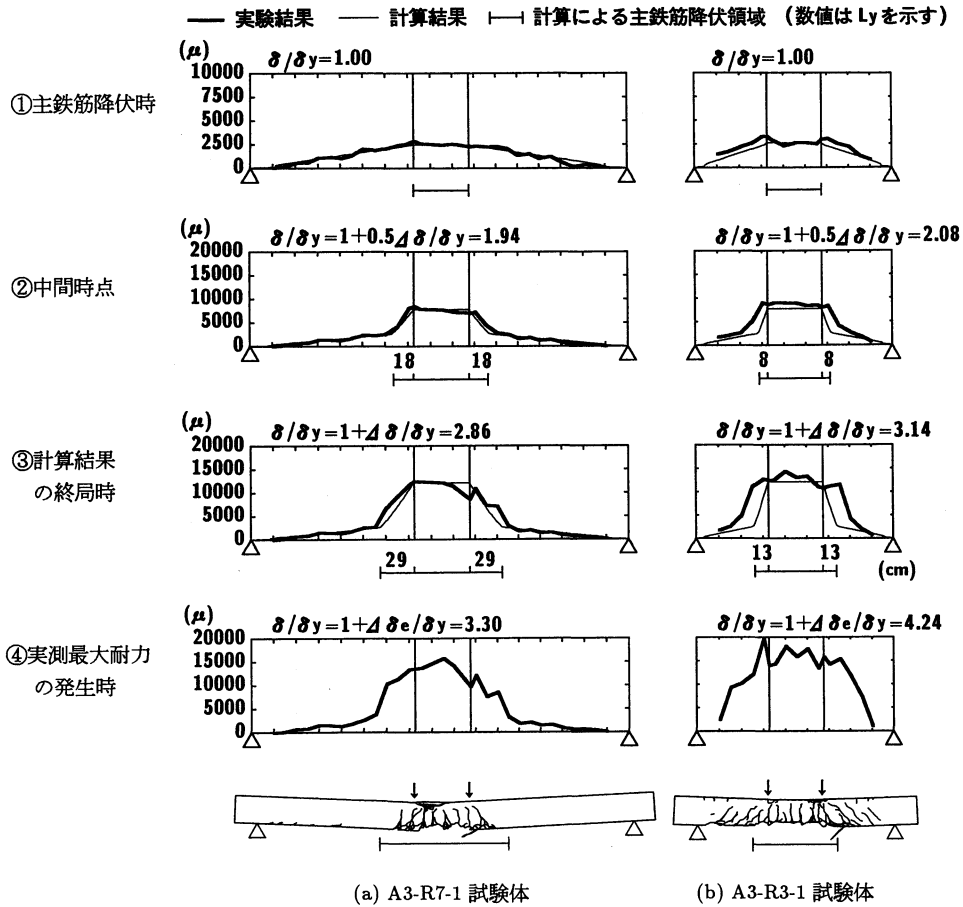 実験結果 計算結果 計算による主鉄筋降伏領域 (数値は Lyを示す)
(μ)
δ/δy=1.00
δ/δy=1.00
①主鉄筋降伏時
10000
7500
5000
2500
0
(μ)
δ/δy=1+0.5Δδ/δy=1.94
δ/δy=1+0.5Δδ/δy=2.08
②中間時点
20000
15000
10000
5000
0
18 18
8 8
(μ)
δ/δy=1+Δδ/δy=2.86
δ/δy=1+Δδ/δy=3.14
③計算結果
の終局時
20000
15000
10000
5000
0
29 29
13 13
(cm)
(μ)
δ/δy=1+Δδe/δy=3.30
δ/δy=1+Δδe/δy=4.24
④実測最大耐力
の発生時
20000
15000
10000
5000
0
(a) A3-R7-1 試験体
(b) A3-R3-1 試験体